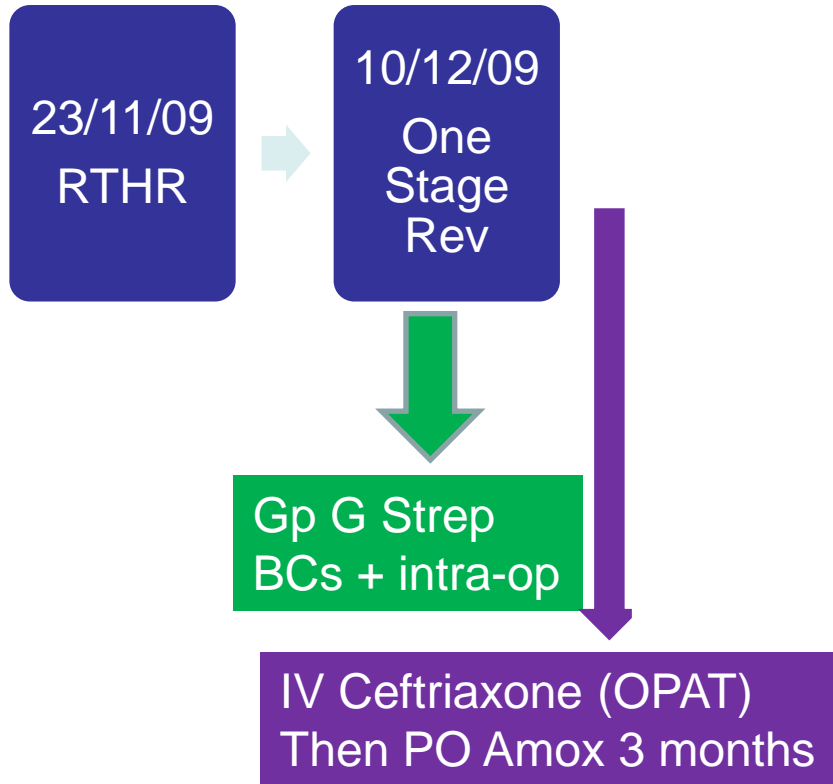 23/11/09
RTHR
10/12/09
One
Stage
Rev
Gp G Strep
BCs + intra-op
IV Ceftriaxone (OPAT)
Then PO Amox 3 months